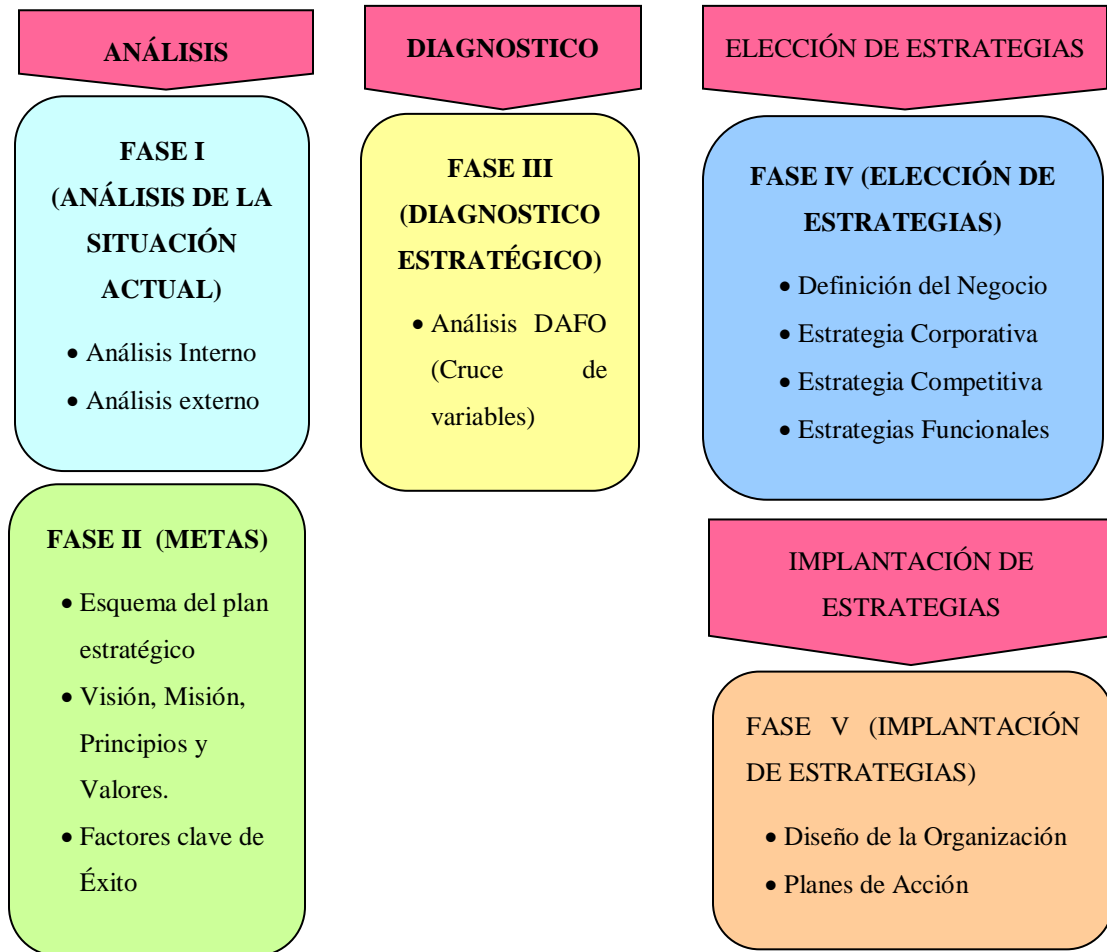 ANÁLISIS
FASE I
(ANÁLISIS DE LA
SITUACIÓN
ACTUAL)
• Análisis Interno
• Análisis externo
FASE II (METAS)
• Esquema del plan
estratégico
• Visión, Misión,
Principios y
Valores.
• Factores clave de
Éxito
DIAGNOSTICO
FASE III
(DIAGNOSTICO
ESTRATÉGICO)
• Análisis DAFO
(Cruce de
variables)
ELECCIÓN DE ESTRATEGIAS
FASE IV (ELECCIÓN DE
ESTRATEGIAS)
• Definición del Negocio
• Estrategia Corporativa
• Estrategia Competitiva
• Estrategias Funcionales
IMPLANTACIÓN DE
ESTRATEGIAS
FASE V (IMPLANTACIÓN
DE ESTRATEGIAS)
• Diseño de la Organización
• Planes de Acción